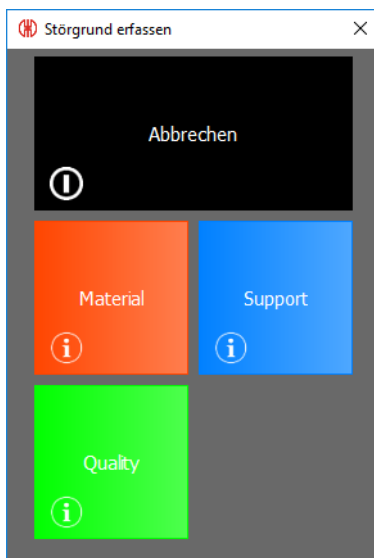 Störgrund erfassen
Abbrechen
Material
Support
Quality